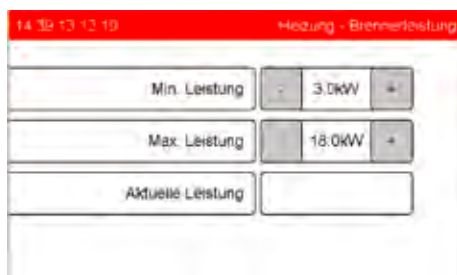 14:39 13.12.19 Heizung - Brennerleistung
Min. Leistung - 3.0kW +
Max. Leistung - 18.0kW +
Aktuelle Leistung